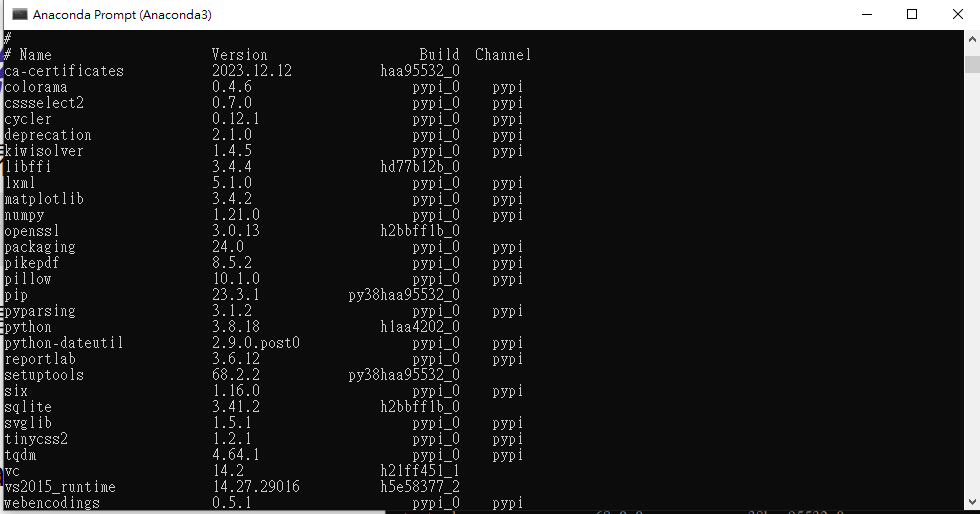 Anaconda Prompt (Anaconda3)
#
# Name Version Build Channel
ca-certificates 2023.12.12 haa95532_0
colorama 0.4.6 pypi_0 pypi
cssselect2 0.7.0 pypi_0 pypi
cycler 0.12.1 pypi_0 pypi
deprecation 2.1.0 pypi_0 pypi
kiwisolver 1.4.5 pypi_0 pypi
libffi 3.4.4 hd77b12b_0
lxml 5.1.0 pypi_0 pypi
matplotlib 3.4.2 pypi_0 pypi
numpy 1.21.0 pypi_0 pypi
openssl 3.0.13 h2bbff1b_0
packaging 24.0 pypi_0 pypi
pikepdf 8.5.2 pypi_0 pypi
pillow 10.1.0 pypi_0 pypi
pip 23.3.1 py38haa95532_0
pyparsing 3.1.2 pypi_0 pypi
python 3.8.18 h1aa4202_0
python-dateutil 2.9.0.post0 pypi_0 pypi
reportlab 3.6.12 pypi_0 pypi
setuptools 68.2.2 py38haa95532_0
six 1.16.0 pypi_0 pypi
sqlite 3.41.2 h2bbff1b_0
svglib 1.5.1 pypi_0 pypi
tinycss2 1.2.1 pypi_0 pypi
tqdm 4.64.1 pypi_0 pypi
vc 14.2 h21ff451_1
vs2015_runtime 14.27.29016 h5e58377_2
webencodings 0.5.1 pypi_0 pypi